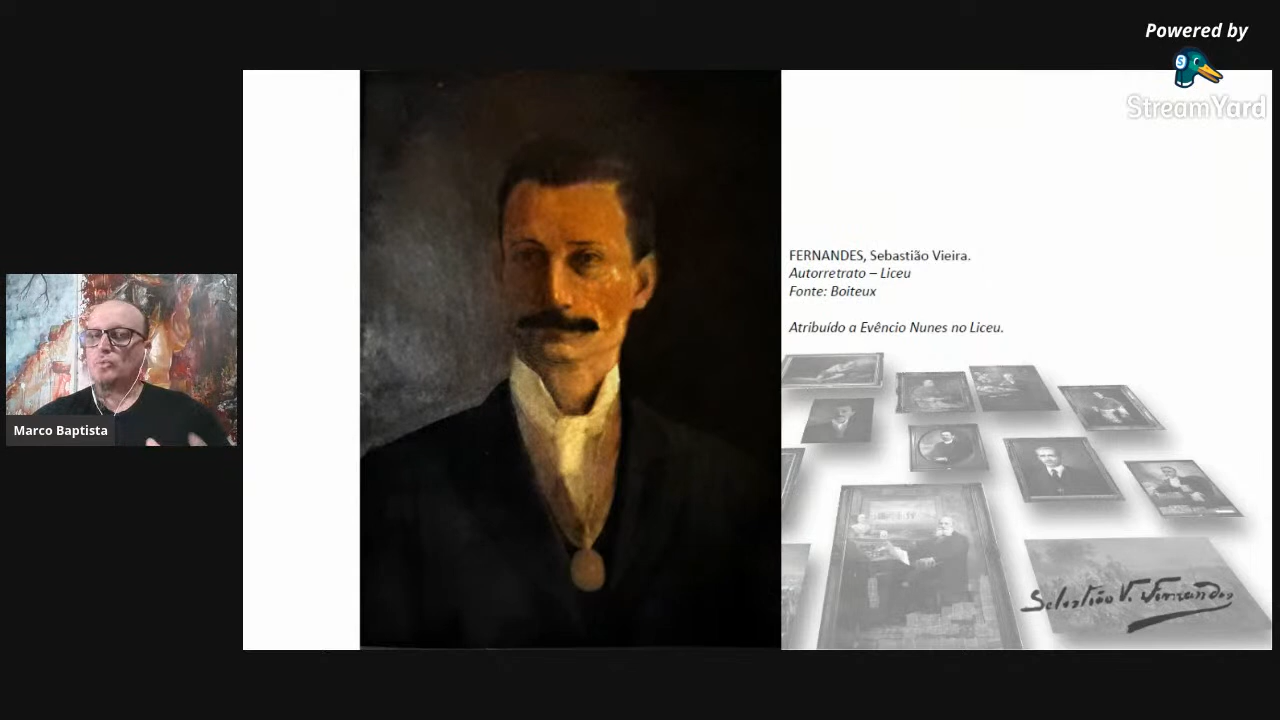 Powered by
StreamYard
FERNANDES, Sebastião Vieira.
Autorretrato – Liceu
Fonte: Boiteux
Atribuído a Evêncio Nunes no Liceu.
Marco Baptista
Sebastião V. Fernandes